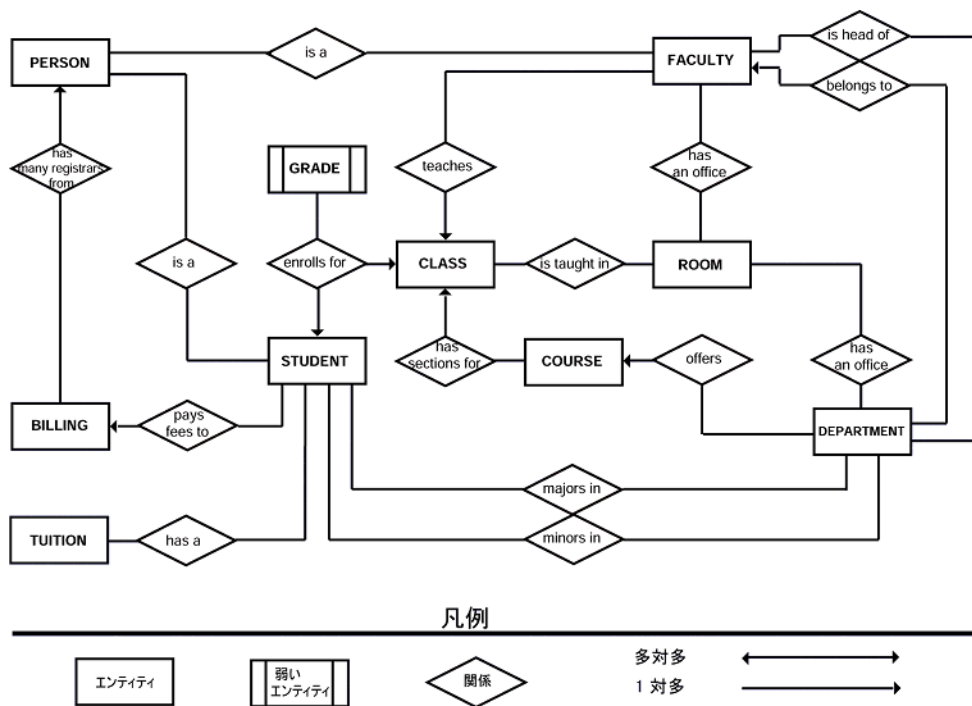 PERSON
is a
FACULTY
is head of
belongs to
has
many registrars
from
GRADE
teaches
has
an office
is a
enrolls for
CLASS
is taught in
ROOM
STUDENT
has
sections for
COURSE
offers
has
an office
BILLING
pays
fees to
DEPARTMENT
majors in
TUITION
has a
minors in
凡例
エンティティ
弱い
エンティティ
関係
多対多
1 対多